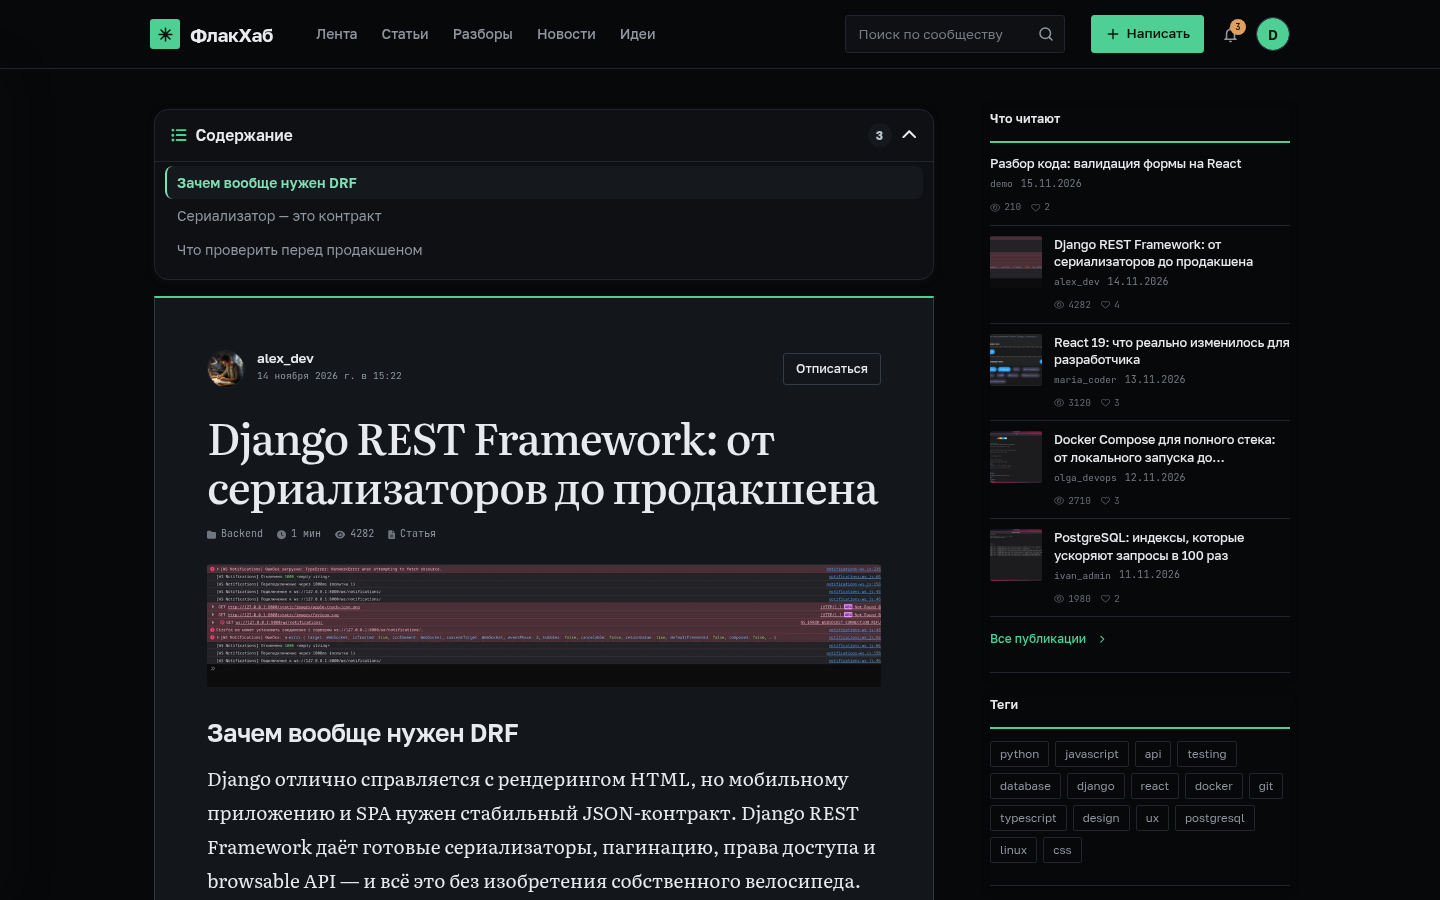 ФлакХаб
Лента
Статьи
Разборы
Новости
Идеи
Поиск по сообществу
Написать
3
D
Содержание
3
Зачем вообще нужен DRF
Сериализатор — это контракт
Что проверить перед продакшеном
alex_dev
14 ноября 2026 г. в 15:22
Отписаться
Django REST Framework: от
сериализаторов до продакшена
Backend
1 мин
4282
Статья
Зачем вообще нужен DRF
Django отлично справляется с рендерингом HTML, но мобильному
приложению и SPA нужен стабильный JSON-контракт. Django REST
Framework даёт готовые сериализаторы, пагинацию, права доступа и
browsable API — и всё это без изобретения собственного велосипеда.
Что читают
Разбор кода: валидация формы на React
demo 15.11.2026
210 2
Django REST Framework: от
сериализаторов до продакшена
alex_dev 14.11.2026
4282 4
React 19: что реально изменилось для
разработчика
maria_coder 13.11.2026
3120 3
Docker Compose для полного стека:
от локального запуска до...
olga_devops 12.11.2026
2710 3
PostgreSQL: индексы, которые
ускоряют запросы в 100 раз
ivan_admin 11.11.2026
1980 2
Все публикации
Теги
python javascript api testing
database django react docker git
typescript design ux postgresql
linux css